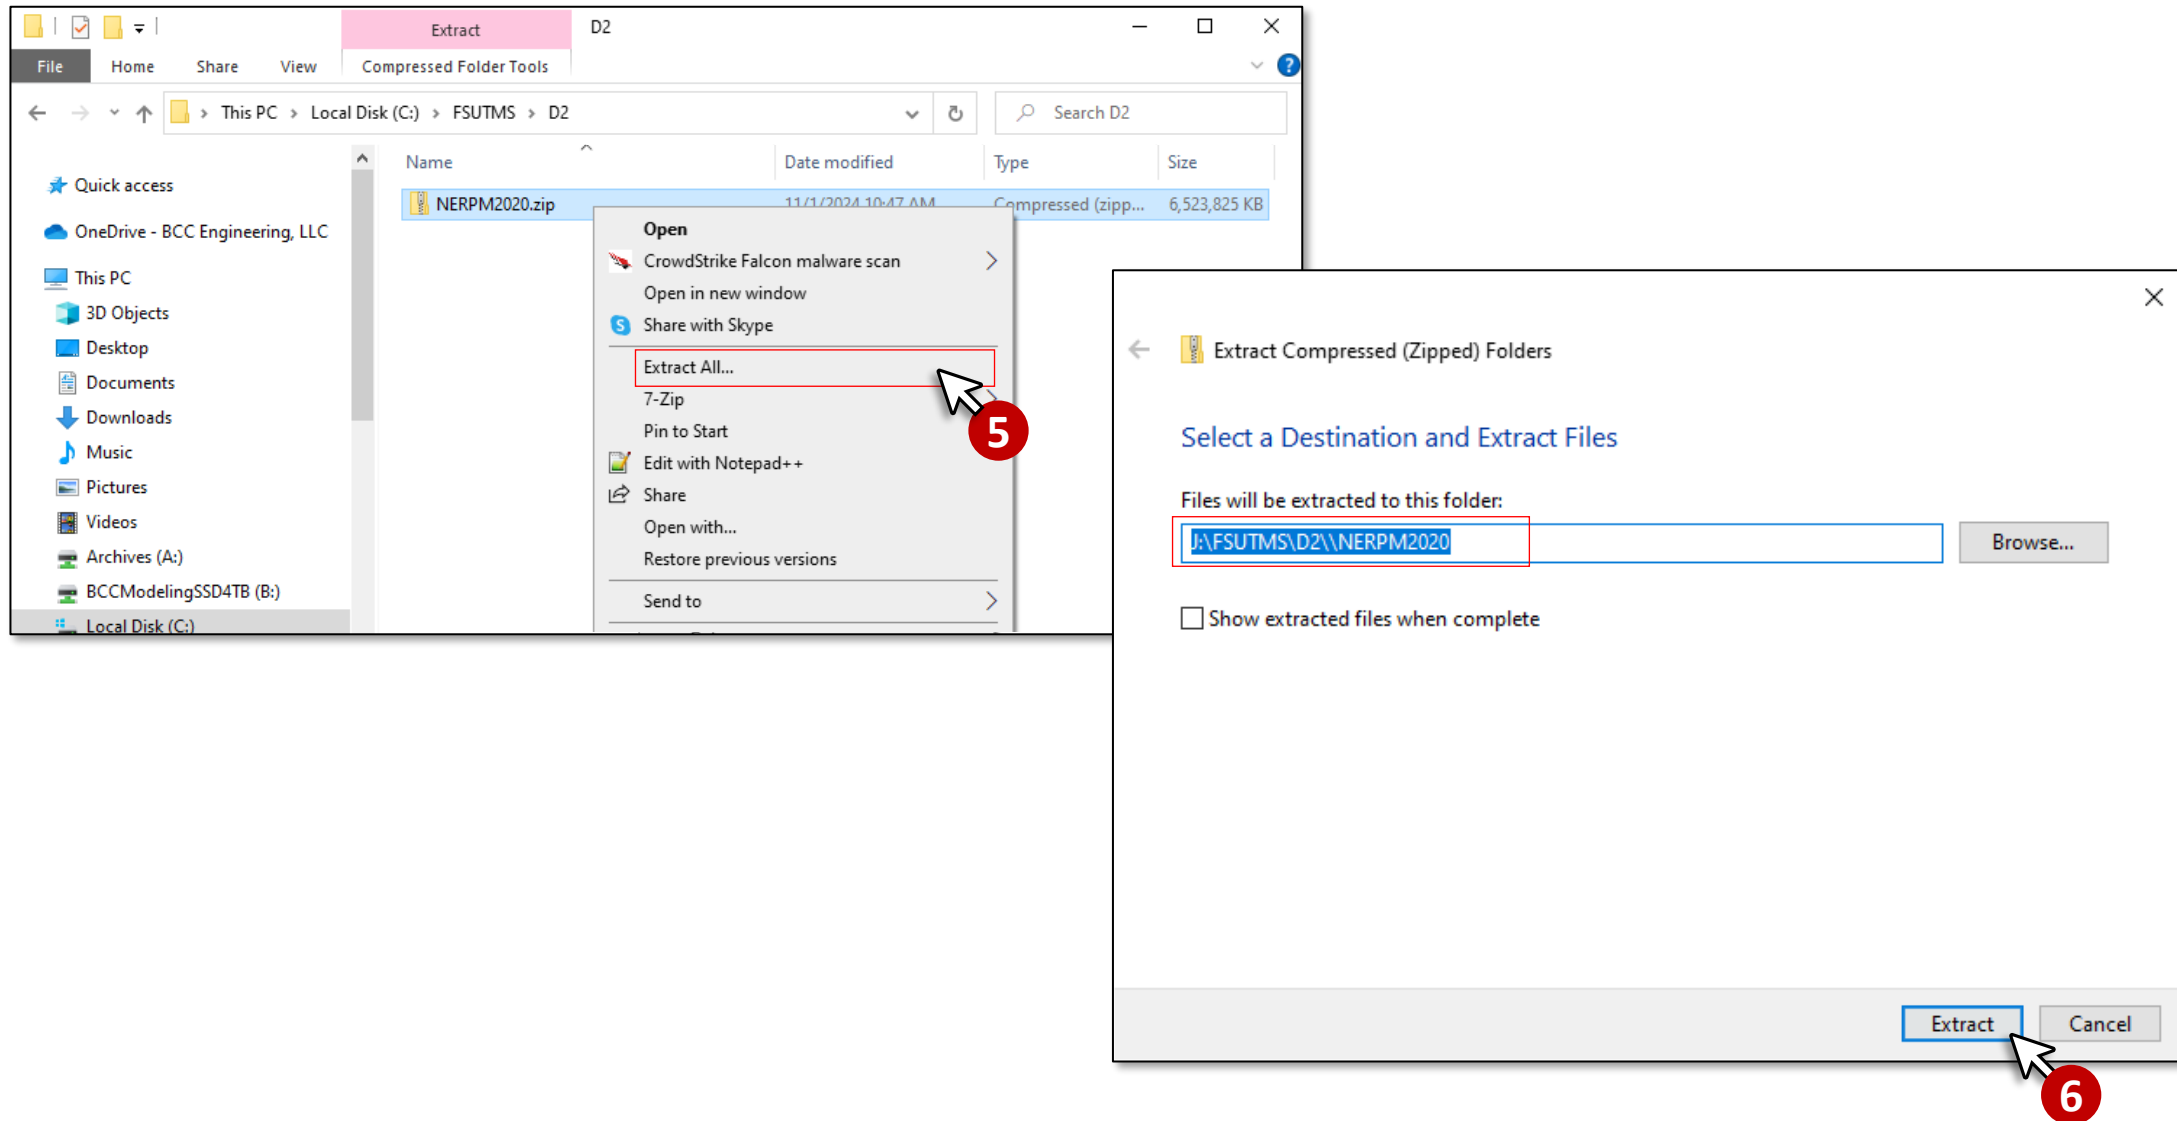 Extract
D2
File
Home
Share
View
Compressed Folder Tools
?
This PC > Local Disk (C:) > FSUTMS > D2
Search D2
Name
Date modified
Type
Size
NERPM2020.zip
11/1/2024 10:47 AM
Compressed (zipp...
6,523,825 KB
Quick access
OneDrive - BCC Engineering, LLC
This PC
3D Objects
Desktop
Documents
Downloads
Music
Pictures
Videos
Archives (A:)
BCCModelingSSD4TB (B:)
Local Disk (C:)
Open
CrowdStrike Falcon malware scan
Open in new window
Share with Skype
Extract All...
7-Zip
Pin to Start
Edit with Notepad++
Share
Open with...
Restore previous versions
Send to
5
Extract Compressed (Zipped) Folders
Select a Destination and Extract Files
Files will be extracted to this folder:
J:\FSUTMS\D2\\NERPM2020
Browse...
Show extracted files when complete
Extract
Cancel
6